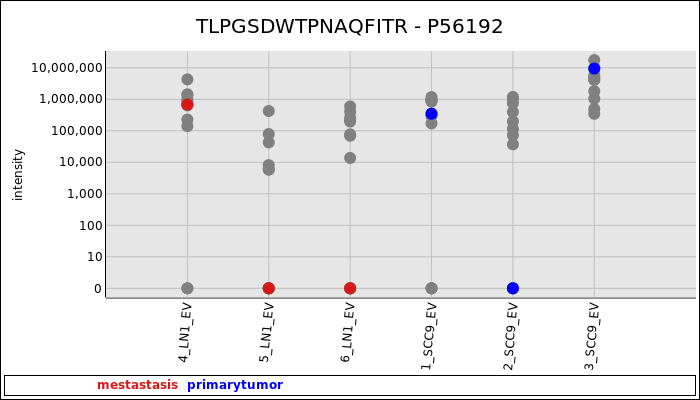 TLPGSDWTPNAQFITR - P56192
10,000,000
1,000,000
100,000
10,000
1,000
100
10
0
intensity
4_LN1_EV
5_LN1_EV
6_LN1_EV
1_SCC9_EV
2_SCC9_EV
3_SCC9_EV
mestastasis primarytumor